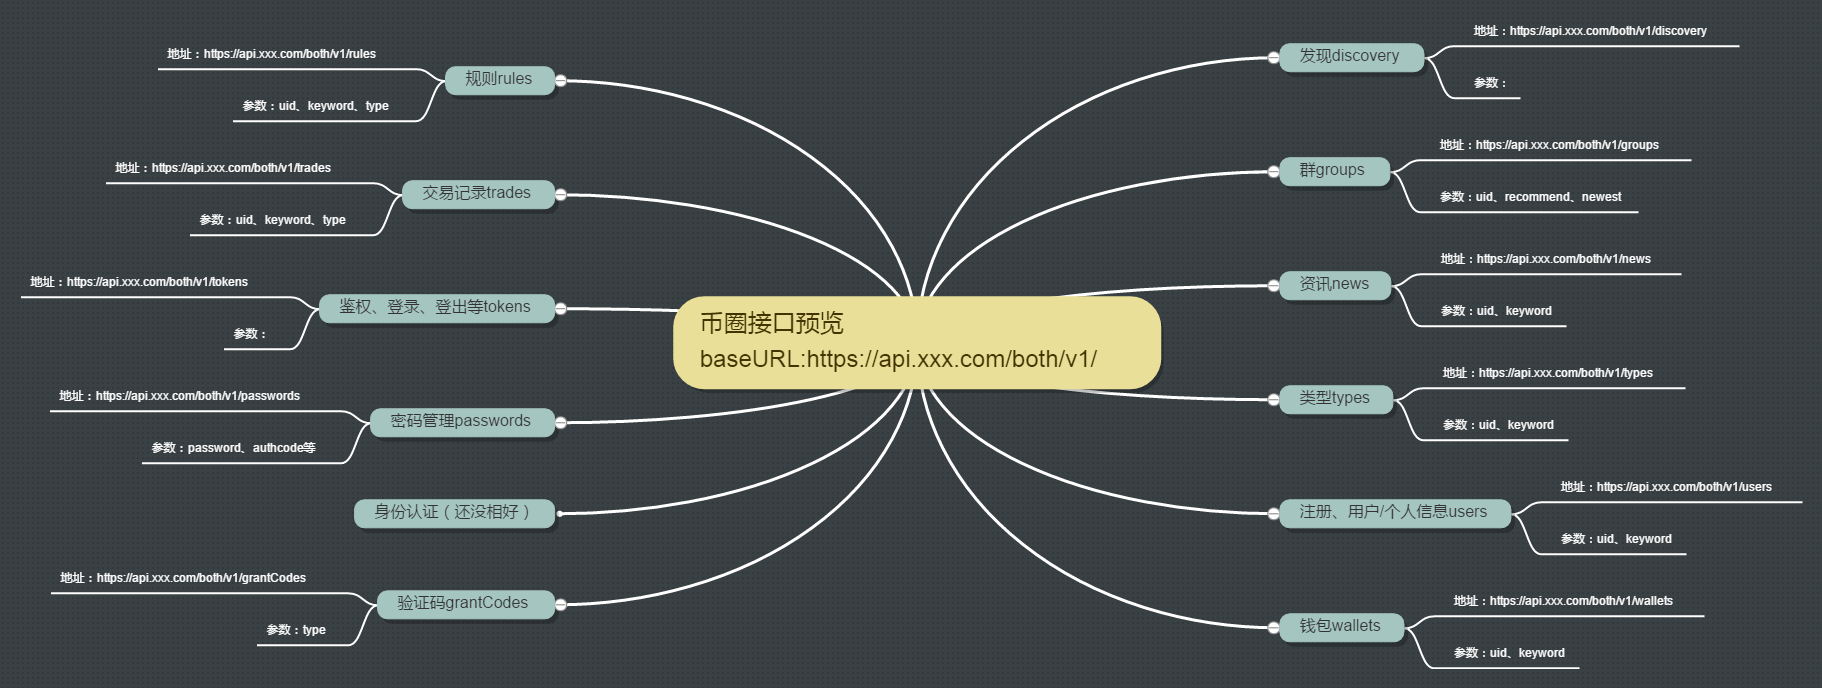 币圈接口预览
baseURL:https://api.xxx.com/both/v1/
发现discovery
地址：https://api.xxx.com/both/v1/discovery
参数：
群groups
地址：https://api.xxx.com/both/v1/groups
参数：uid、recommend、newest
资讯news
地址：https://api.xxx.com/both/v1/news
参数：uid、keyword
类型types
地址：https://api.xxx.com/both/v1/types
参数：uid、keyword
注册、用户/个人信息users
地址：https://api.xxx.com/both/v1/users
参数：uid、keyword
钱包wallets
地址：https://api.xxx.com/both/v1/wallets
参数：uid、keyword
规则rules
地址：https://api.xxx.com/both/v1/rules
参数：uid、keyword、type
交易记录trades
地址：https://api.xxx.com/both/v1/trades
参数：uid、keyword、type
鉴权、登录、登出等tokens
地址：https://api.xxx.com/both/v1/tokens
参数：
密码管理passwords
地址：https://api.xxx.com/both/v1/passwords
参数：password、authcode等
身份认证（还没相好）
验证码grantCodes
地址：https://api.xxx.com/both/v1/grantCodes
参数：type